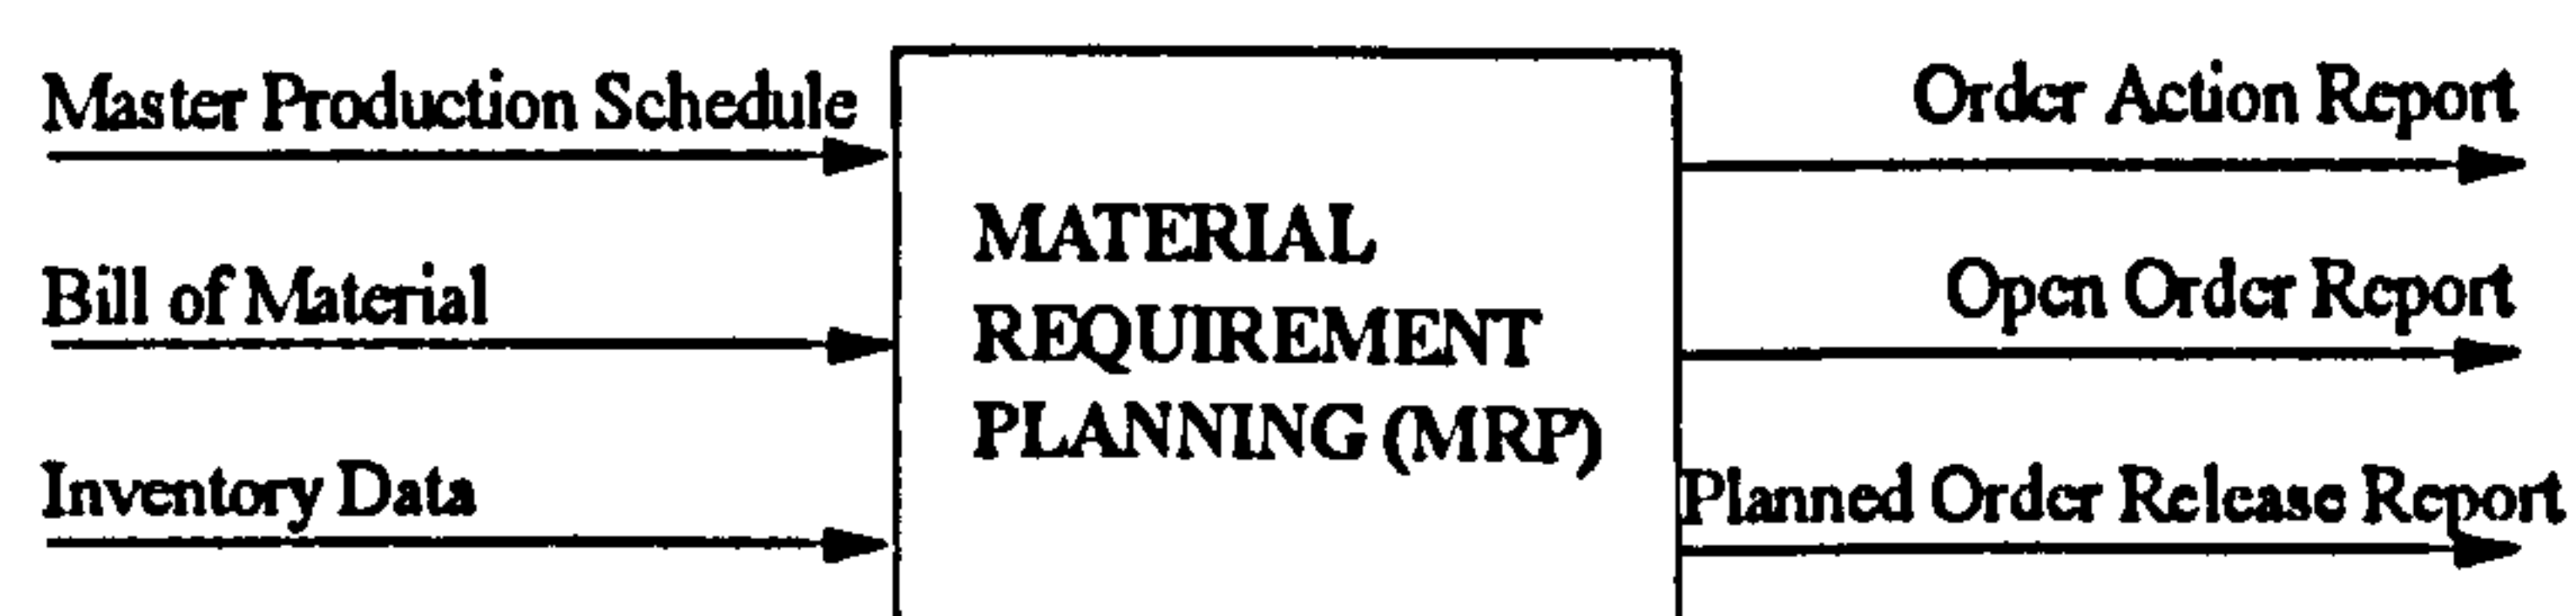 Master Production Schedule
Bill of Material
Inventory Data
MATERIAL
REQUIREMENT
PLANNING (MRP)
Order Action Report
Open Order Report
Planned Order Release Report